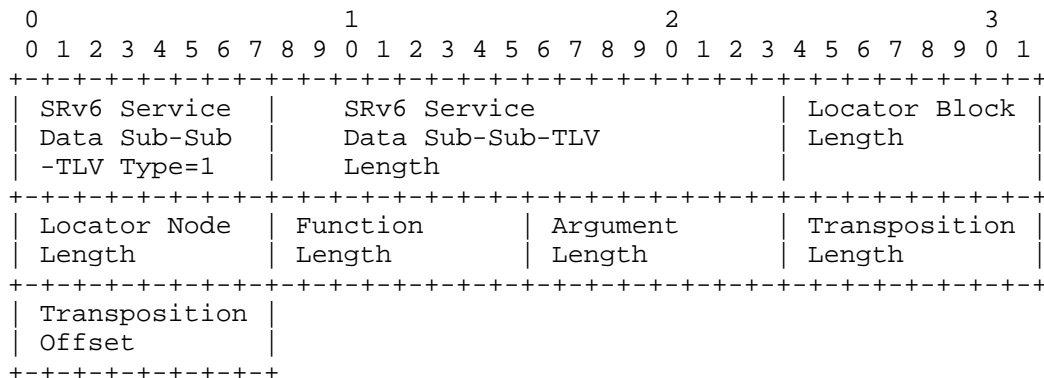 0                   1                   2                   3
 0 1 2 3 4 5 6 7 8 9 0 1 2 3 4 5 6 7 8 9 0 1 2 3 4 5 6 7 8 9 0 1
+-+-+-+-+-+-+-+-+-+-+-+-+-+-+-+-+-+-+-+-+-+-+-+-+-+-+-+-+-+-+-+-+
| SRv6 Service  |    SRv6 Service               | Locator Block |
| Data Sub-Sub  |    Data Sub-Sub-TLV           | Length        |
| -TLV Type=1   |    Length                     |               |
+-+-+-+-+-+-+-+-+-+-+-+-+-+-+-+-+-+-+-+-+-+-+-+-+-+-+-+-+-+-+-+-+
| Locator Node  | Function      | Argument      | Transposition |
| Length        | Length        | Length        | Length        |
+-+-+-+-+-+-+-+-+-+-+-+-+-+-+-+-+-+-+-+-+-+-+-+-+-+-+-+-+-+-+-+-+
| Transposition |
| Offset        |
+-+-+-+-+-+-+-+-+